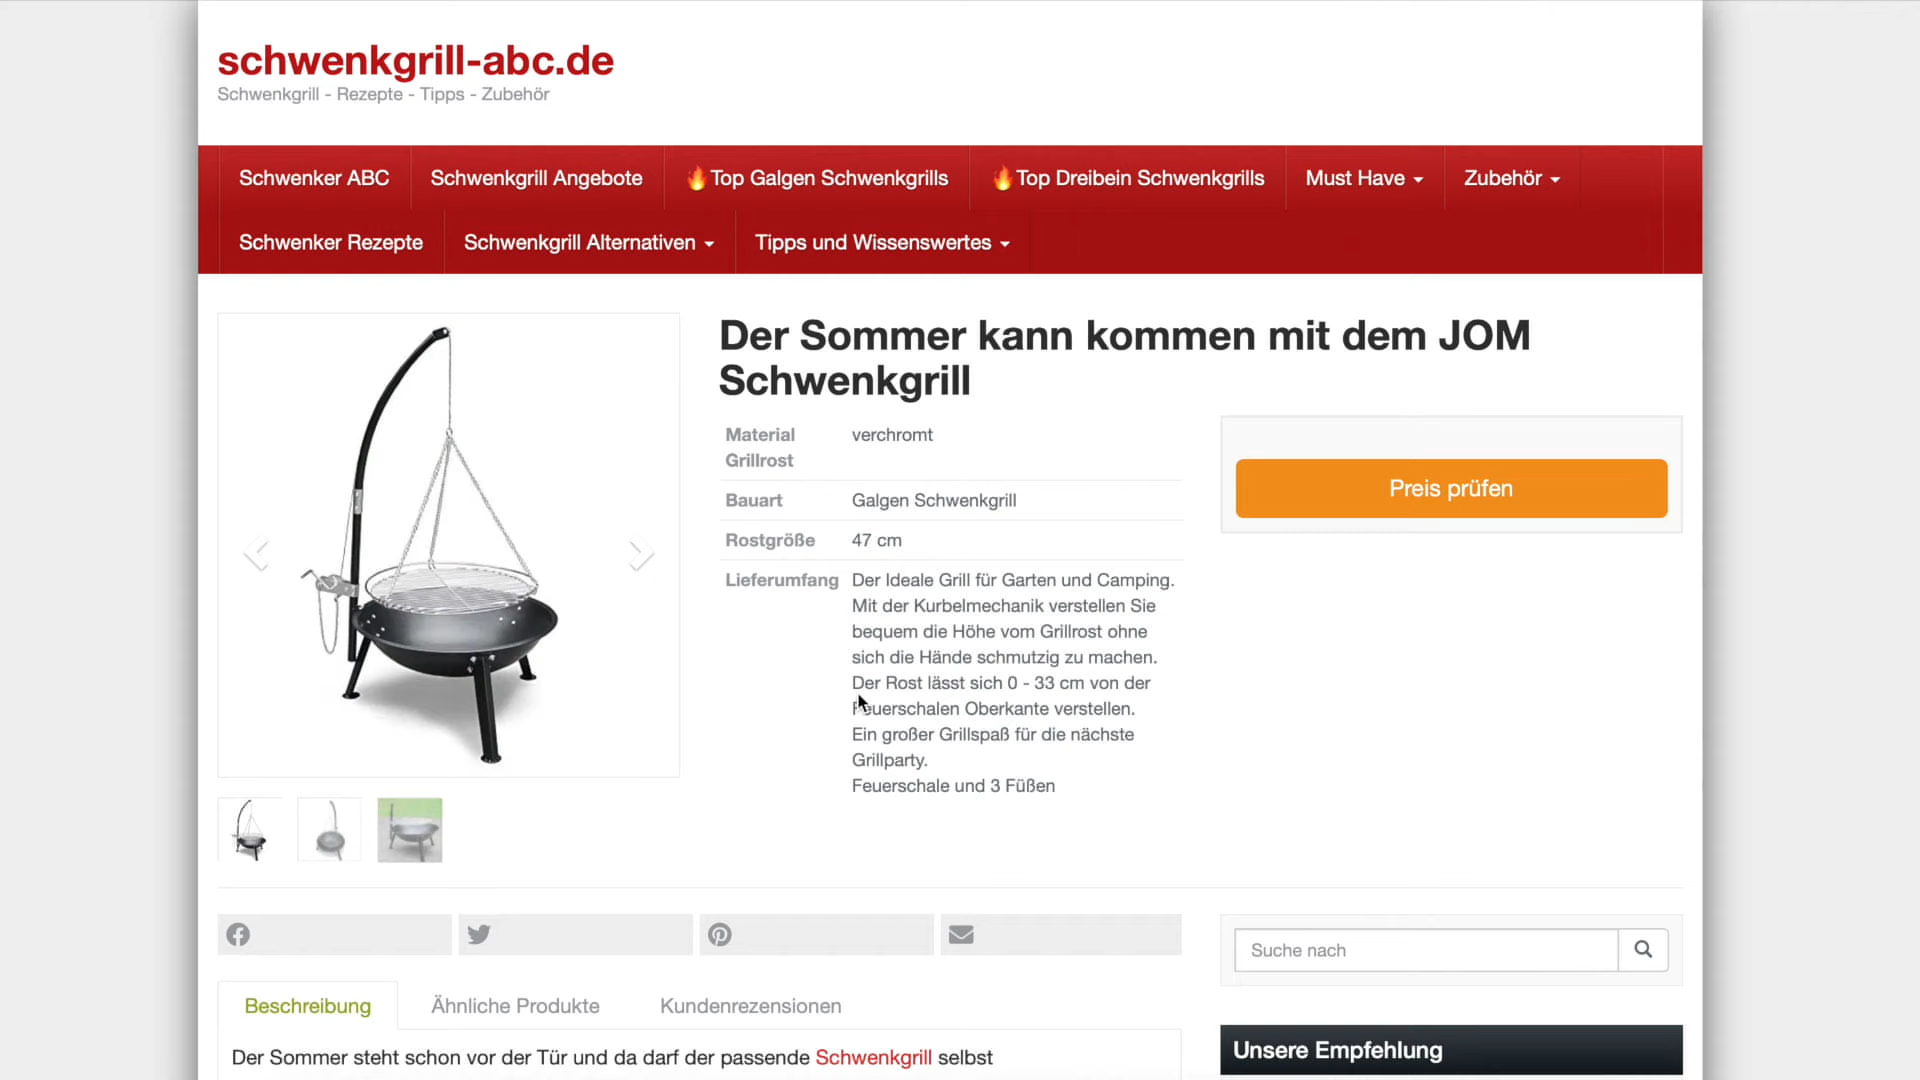 schwenkgrill-abc.de
Schwenkgrill - Rezepte - Tipps - Zubehör
Schwenker ABC
Schwenkgrill Angebote
🔥Top Galgen Schwenkgrills
🔥Top Dreibein Schwenkgrills
Must Have
Zubehör
Schwenker Rezepte
Schwenkgrill Alternativen
Tipps und Wissenswertes
Der Sommer kann kommen mit dem JOM
Schwenkgrill
Material
Grillrost
verchromt
Bauart
Galgen Schwenkgrill
Rostgröße
47 cm
Lieferumfang
Der Ideale Grill für Garten und Camping.
Mit der Kurbelmechanik verstellen Sie
bequem die Höhe vom Grillrost ohne
sich die Hände schmutzig zu machen.
Der Rost lässt sich 0 - 33 cm von der
Feuerschalen Oberkante verstellen.
Ein großer Grillspaß für die nächste
Grillparty.
Feuerschale und 3 Füßen
Preis prüfen
Suche nach
Beschreibung
Ähnliche Produkte
Kundenrezensionen
Der Sommer steht schon vor der Tür und da darf der passende Schwenkgrill selbst
Unsere Empfehlung